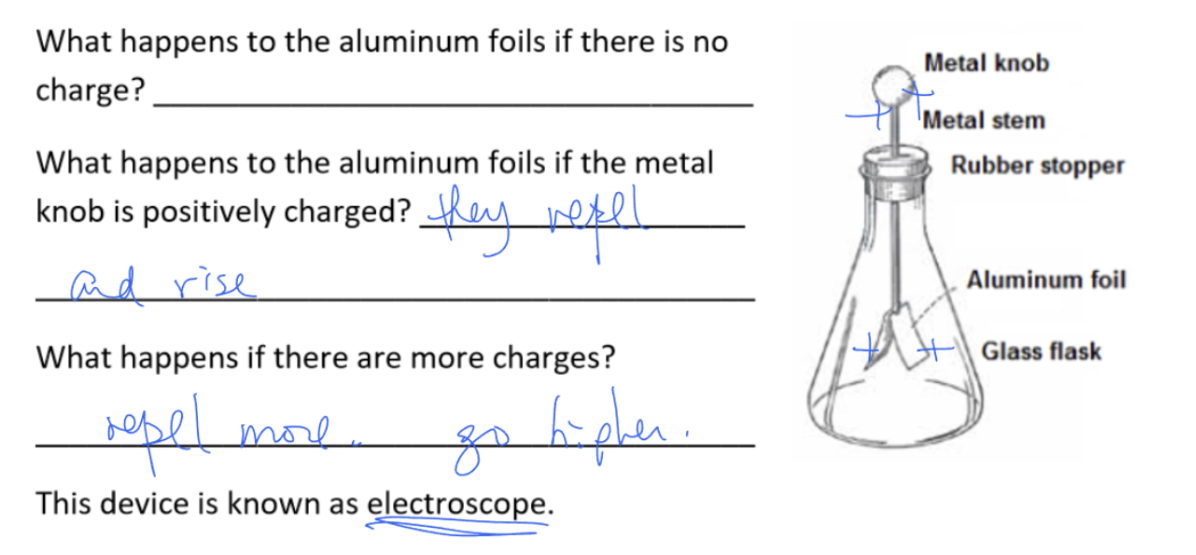 What happens to the aluminum foils if there is no
charge?
What happens to the aluminum foils if the metal
knob is positively charged? they repel
and rise
What happens if there are more charges?
repel more. go higher.
This device is known as electroscope.
Metal knob
+ +
Metal stem
Rubber stopper
Aluminum foil
+ +
Glass flask